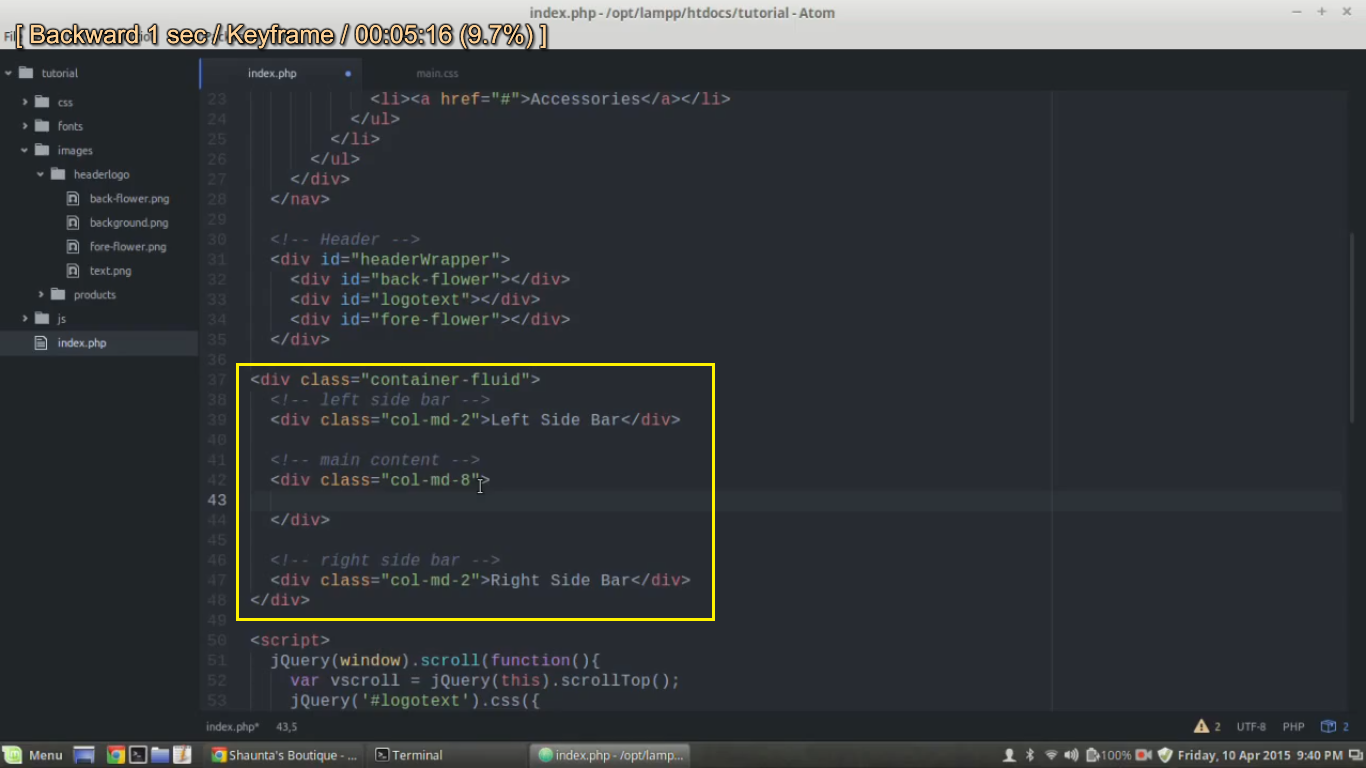 index.php - /opt/lampp/htdocs/tutorial - Atom
[ Backward 1 sec / Keyframe / 00:05:16 (9.7%) ]
tutorial
css
fonts
images
headerlogo
back-flower.png
background.png
fore-flower.png
text.png
products
js
index.php
index.php
main.css
23 <li><a href="#">Accessories</a></li>
24 </ul>
25 </li>
26 </ul>
27 </div>
28 </nav>
29
30 <!-- Header -->
31 <div id="headerWrapper">
32 <div id="back-flower"></div>
33 <div id="logotext"></div>
34 <div id="fore-flower"></div>
35 </div>
36
37 <div class="container-fluid">
38 <!-- left side bar -->
39 <div class="col-md-2">Left Side Bar</div>
40
41 <!-- main content -->
42 <div class="col-md-8">
43
44 </div>
45
46 <!-- right side bar -->
47 <div class="col-md-2">Right Side Bar</div>
48 </div>
49
50 <script>
51 jQuery(window).scroll(function(){
52 var vscroll = jQuery(this).scrollTop();
53 jQuery('#logotext').css({
index.php* 43,5
2 UTF-8 PHP 2
Menu
Shaunta's Boutique - ...
Terminal
index.php - /opt/lamp...
100%
Friday, 10 Apr 2015 9:40 PM